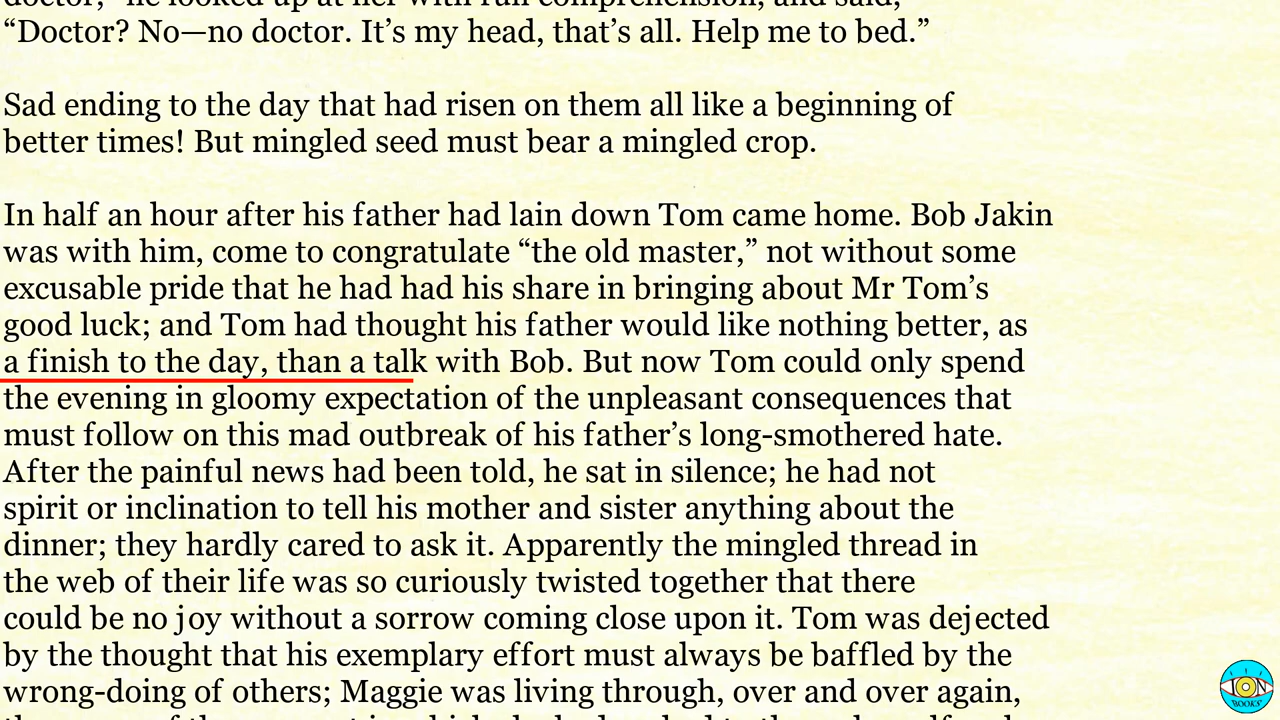 “Doctor? No—no doctor. It’s my head, that’s all. Help me to bed.”
Sad ending to the day that had risen on them all like a beginning of
better times! But mingled seed must bear a mingled crop.
In half an hour after his father had lain down Tom came home. Bob Jakin
was with him, come to congratulate “the old master,” not without some
excusable pride that he had had his share in bringing about Mr Tom’s
good luck; and Tom had thought his father would like nothing better, as
a finish to the day, than a talk with Bob. But now Tom could only spend
the evening in gloomy expectation of the unpleasant consequences that
must follow on this mad outbreak of his father’s long-smothered hate.
After the painful news had been told, he sat in silence; he had not
spirit or inclination to tell his mother and sister anything about the
dinner; they hardly cared to ask it. Apparently the mingled thread in
the web of their life was so curiously twisted together that there
could be no joy without a sorrow coming close upon it. Tom was dejected
by the thought that his exemplary effort must always be baffled by the
wrong-doing of others; Maggie was living through, over and over again,
ION
BOOKS